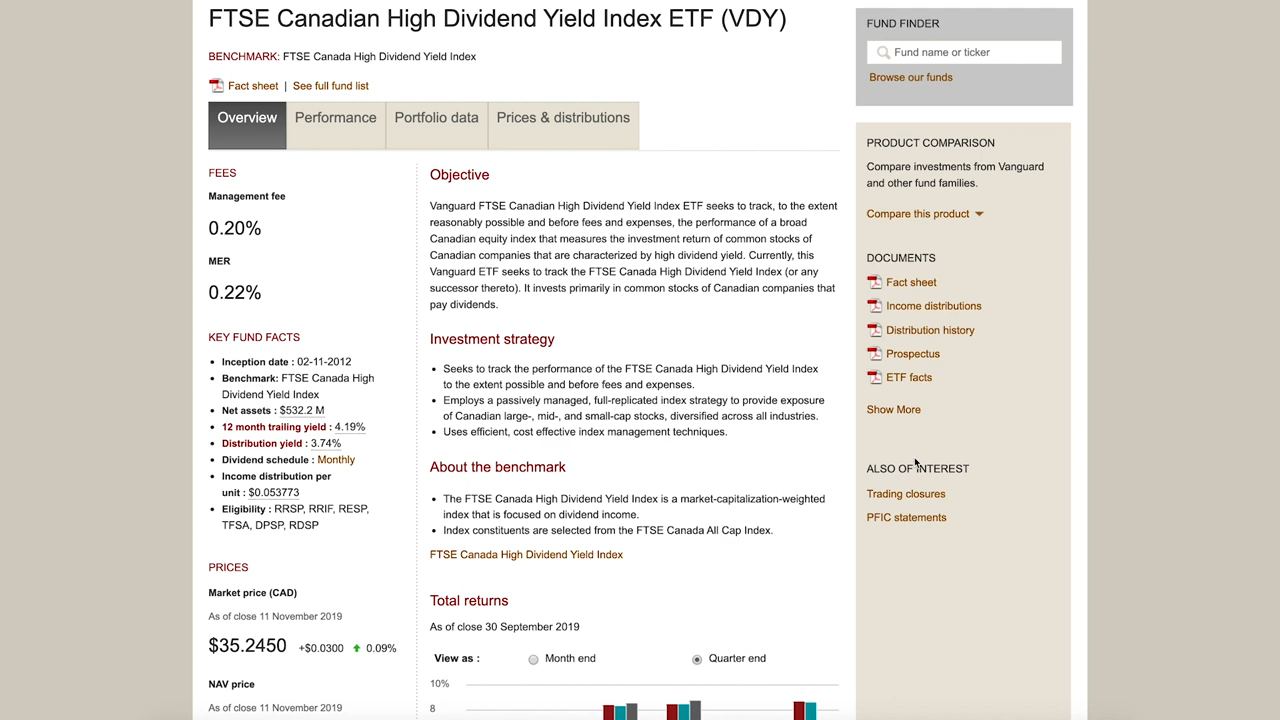 FTSE Canadian High Dividend Yield Index ETF (VDY)
BENCHMARK: FTSE Canada High Dividend Yield Index
Fact sheet | See full fund list
Overview
Performance
Portfolio data
Prices & distributions
FEES
Management fee
0.20%
MER
0.22%
KEY FUND FACTS
Inception date : 02-11-2012
Benchmark: FTSE Canada High
Dividend Yield Index
Net assets : $532.2 M
12 month trailing yield : 4.19%
Distribution yield : 3.74%
Dividend schedule : Monthly
Income distribution per
unit : $0.053773
Eligibility : RRSP, RRIF, RESP,
TFSA, DPSP, RDSP
PRICES
Market price (CAD)
As of close 11 November 2019
$35.2450 +$0.0300 0.09%
NAV price
As of close 11 November 2019
Objective
Vanguard FTSE Canadian High Dividend Yield Index ETF seeks to track, to the extent
reasonably possible and before fees and expenses, the performance of a broad
Canadian equity index that measures the investment return of common stocks of
Canadian companies that are characterized by high dividend yield. Currently, this
Vanguard ETF seeks to track the FTSE Canada High Dividend Yield Index (or any
successor thereto). It invests primarily in common stocks of Canadian companies that
pay dividends.
Investment strategy
Seeks to track the performance of the FTSE Canada High Dividend Yield Index
to the extent possible and before fees and expenses.
Employs a passively managed, full-replicated index strategy to provide exposure
of Canadian large-, mid-, and small-cap stocks, diversified across all industries.
Uses efficient, cost effective index management techniques.
About the benchmark
The FTSE Canada High Dividend Yield Index is a market-capitalization-weighted
index that is focused on dividend income.
Index constituents are selected from the FTSE Canada All Cap Index.
FTSE Canada High Dividend Yield Index
Total returns
As of close 30 September 2019
View as : Month end Quarter end
10%
8
FUND FINDER
Fund name or ticker
Browse our funds
PRODUCT COMPARISON
Compare investments from Vanguard
and other fund families.
Compare this product
DOCUMENTS
Fact sheet
Income distributions
Distribution history
Prospectus
ETF facts
Show More
ALSO OF INTEREST
Trading closures
PFIC statements